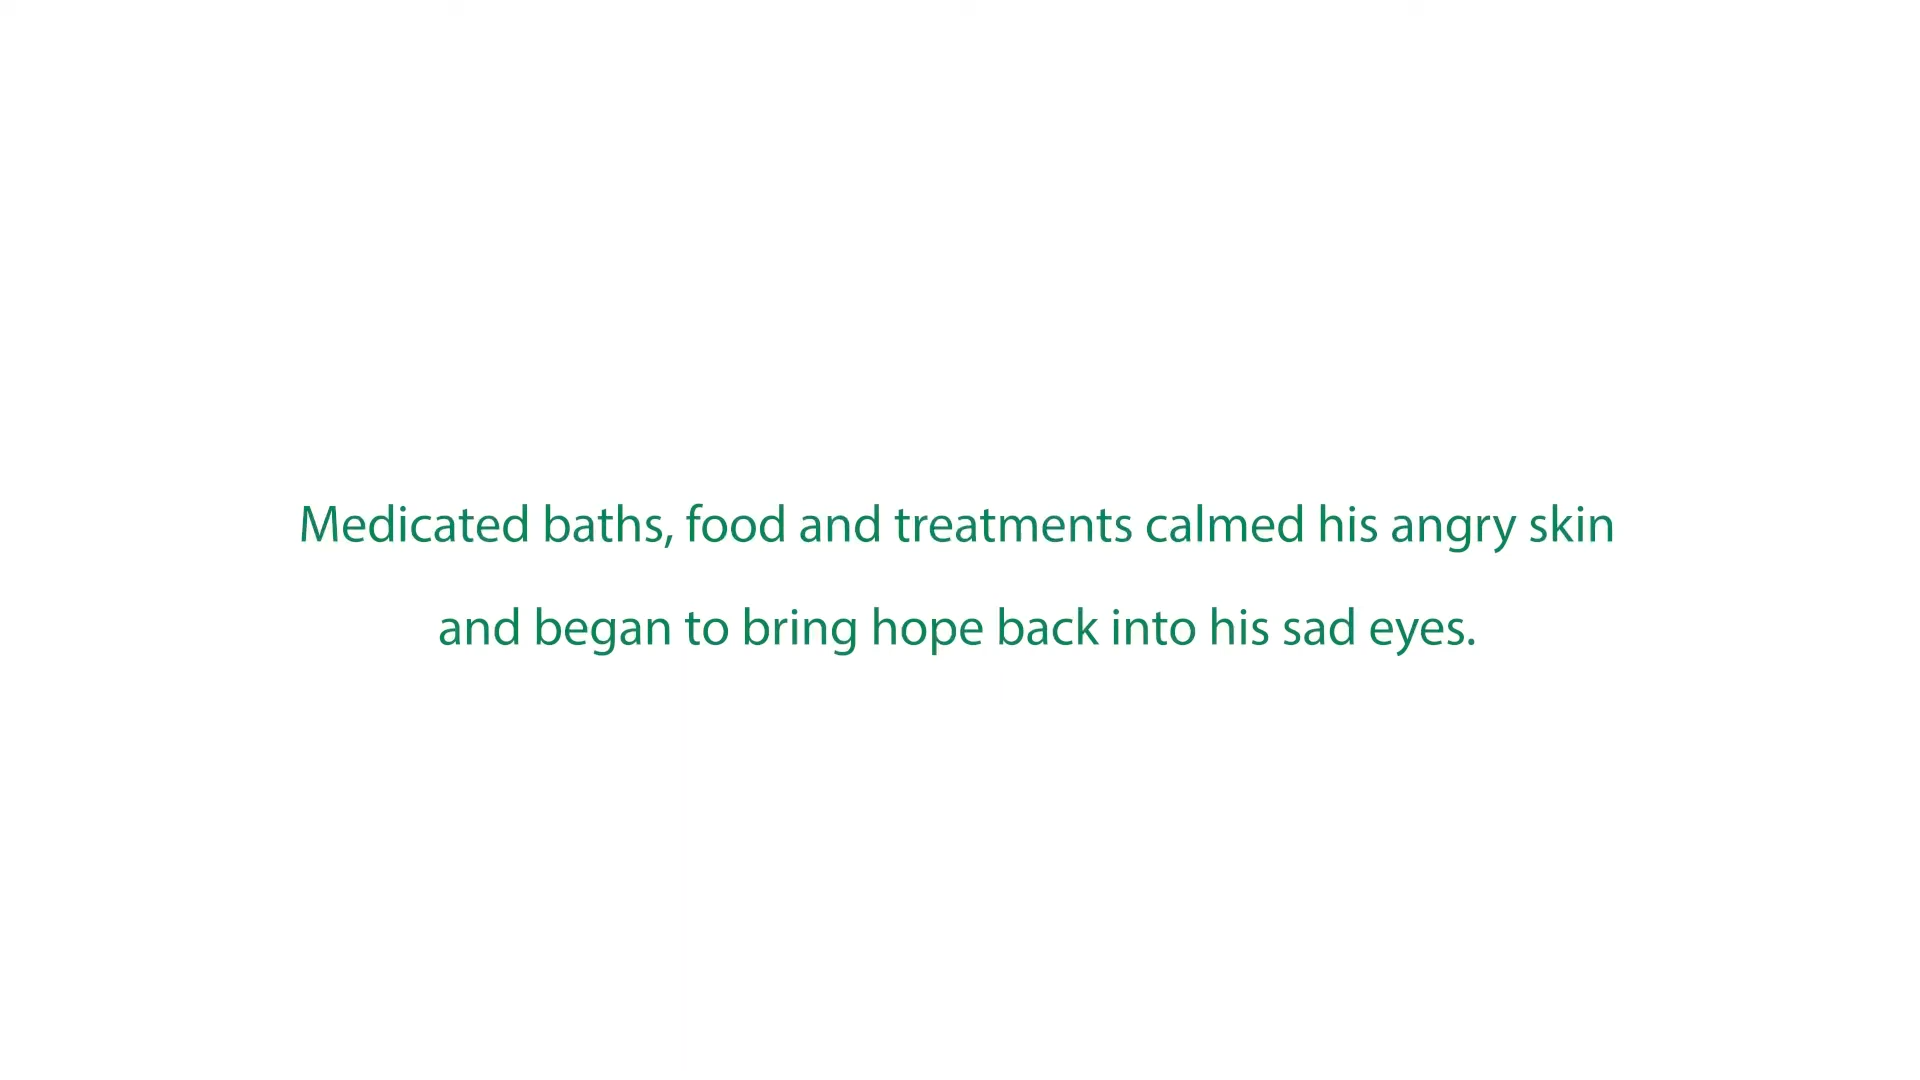 Medicated baths, food and treatments calmed his angry skin
and began to bring hope back into his sad eyes.